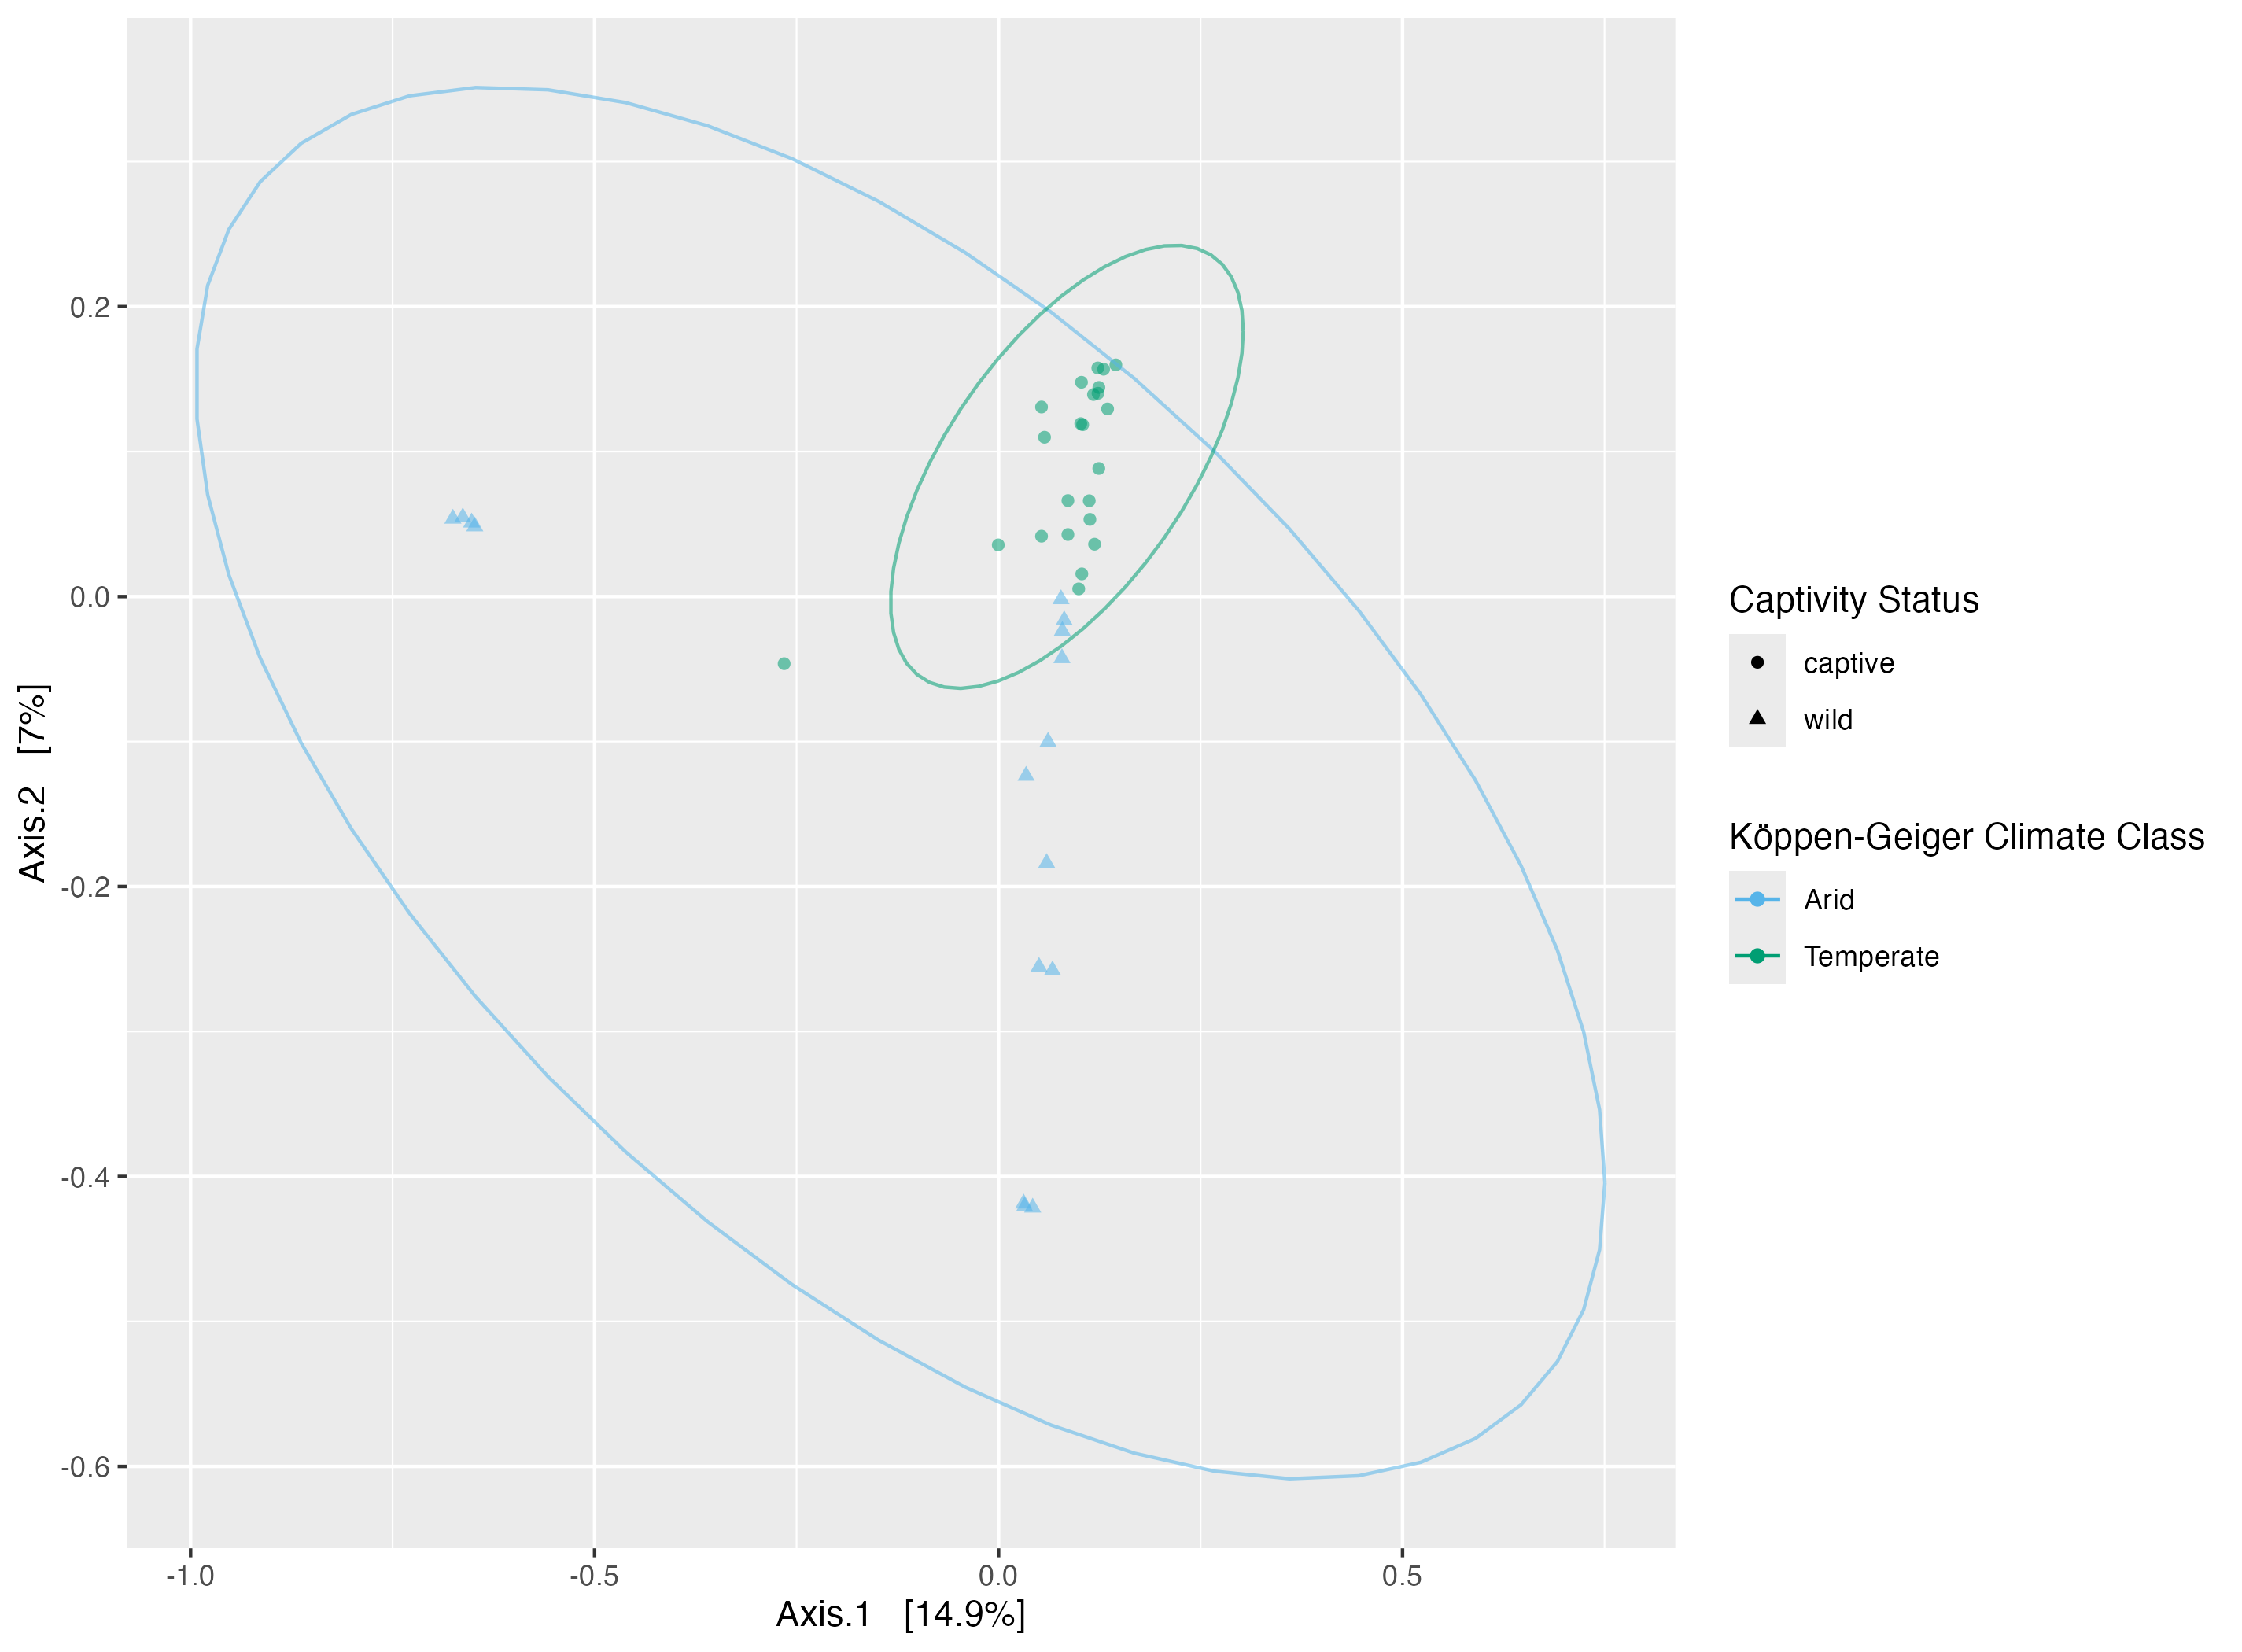 0.2
0.0
-0.2
-0.4
-0.6
Axis.2 [7%]
-1.0 -0.5 0.0 0.5
Axis.1 [14.9%]
Captivity Status
captive
wild
Köppen-Geiger Climate Class
Arid
Temperate